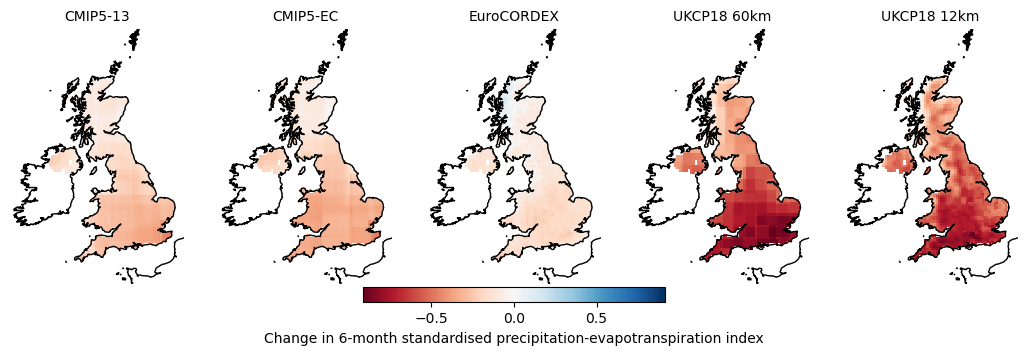 CMIP5-13 CMIP5-EC EuroCORDEX UKCP18 60km UKCP18 12km
−0.5 0.0 0.5
Change in 6-month standardised precipitation-evapotranspiration index